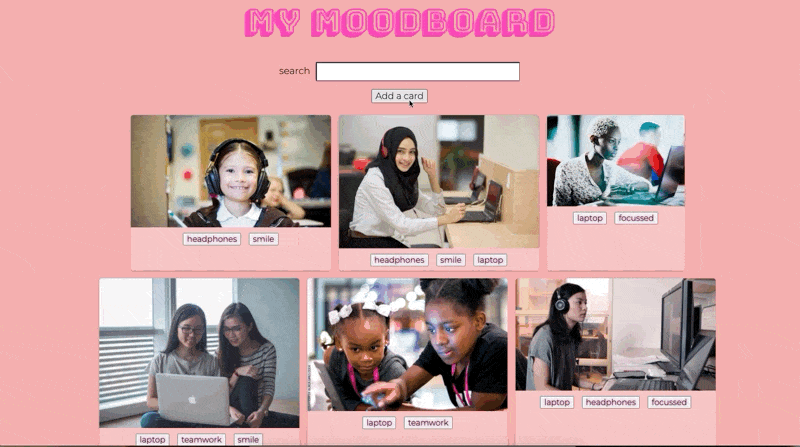 MY MOODBOARD
search
Add a card
headphones smile
headphones smile laptop
laptop focussed
laptop teamwork smile
laptop teamwork
laptop headphones focussed